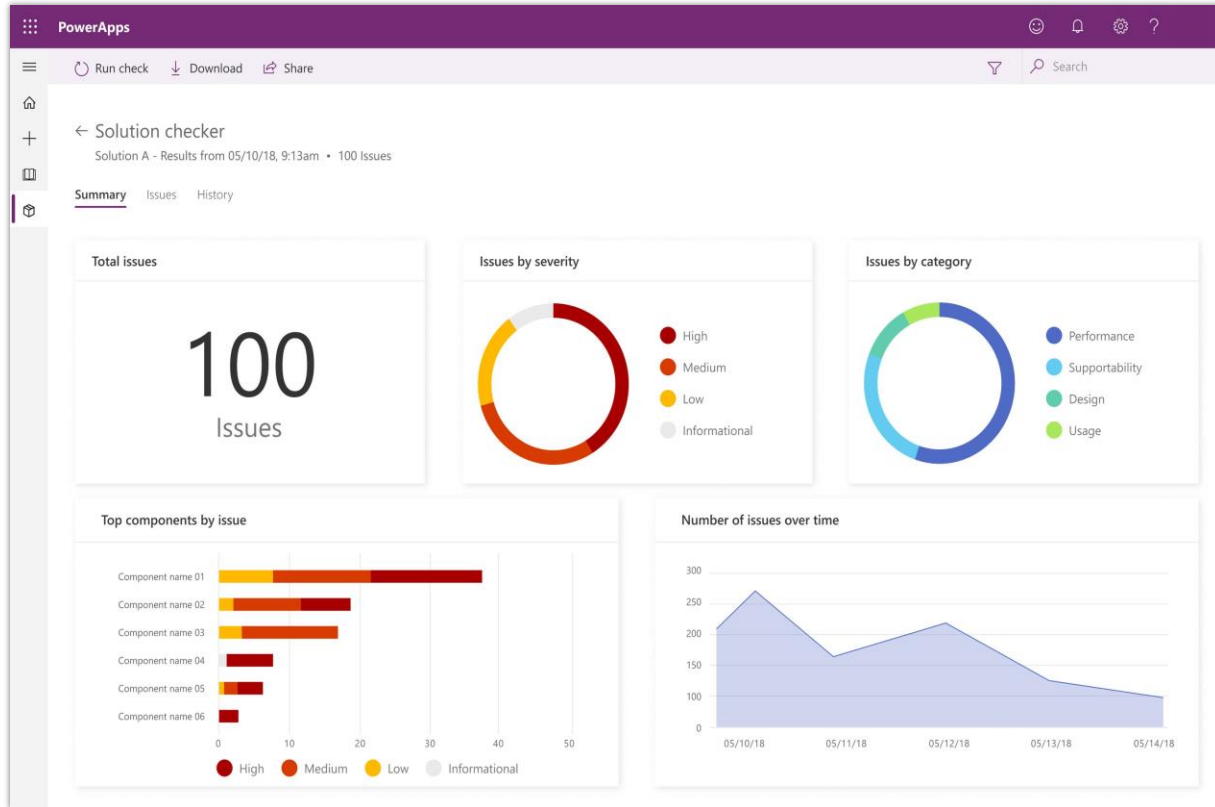 PowerApps
Run check Download Share
Search
Solution checker
Solution A - Results from 05/10/18, 9:13am • 100 Issues
Summary Issues History
Total issues
100
Issues
Issues by severity
High
Medium
Low
Informational
Issues by category
Performance
Supportability
Design
Usage
Top components by issue
Component name 01
Component name 02
Component name 03
Component name 04
Component name 05
Component name 06
0 10 20 30 40 50
High Medium Low Informational
Number of issues over time
300
250
200
150
100
0
05/10/18 05/11/18 05/12/18 05/13/18 05/14/18